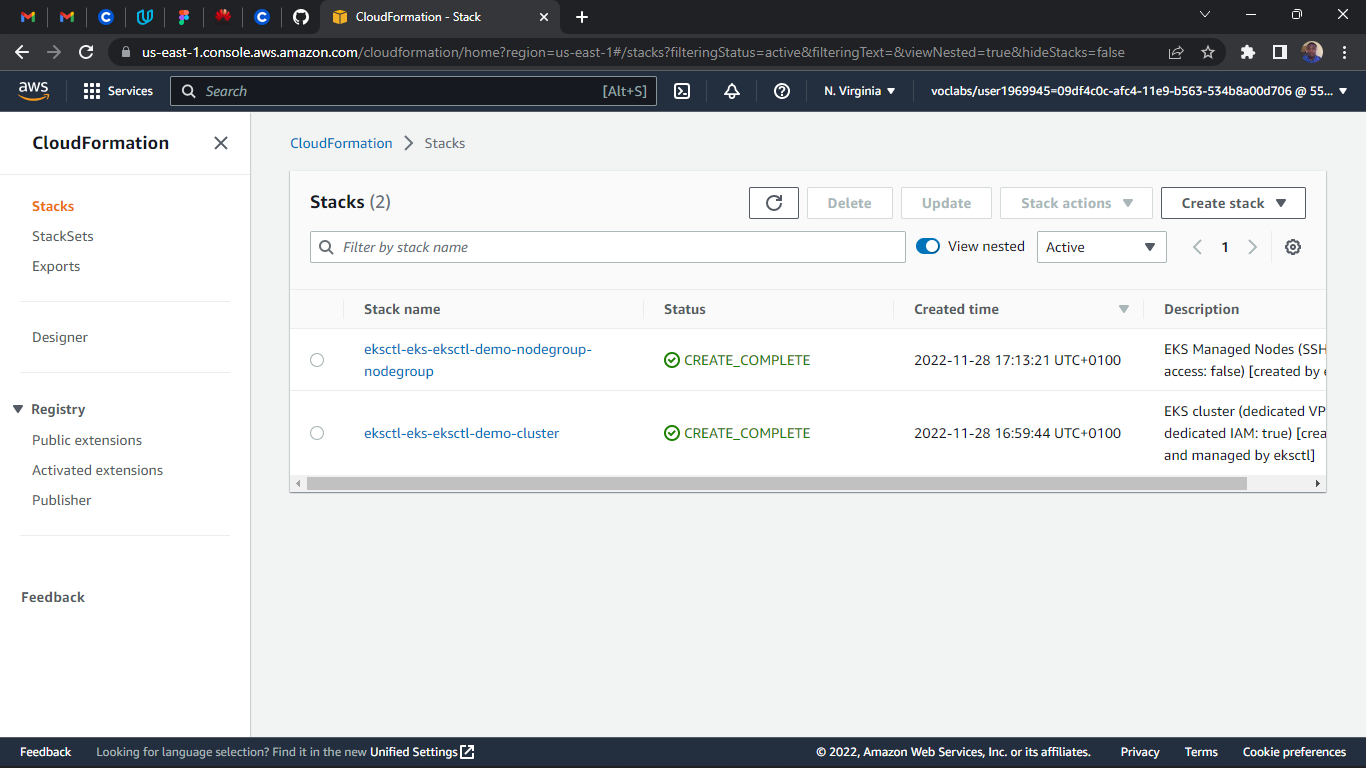 CloudFormation - Stack
us-east-1.console.aws.amazon.com/cloudformation/home?region=us-east-1#/stacks?filteringStatus=active&filteringText=&viewNested=true&hideStacks=false
aws
Services
Search
[Alt+S]
N. Virginia
voclabs/user1969945=09df4c0c-afc4-11e9-b563-534b8a00d706 @ 55...
CloudFormation
Stacks
StackSets
Exports
Designer
Registry
Public extensions
Activated extensions
Publisher
Feedback
CloudFormation
Stacks
Stacks (2)
Delete
Update
Stack actions
Create stack
Filter by stack name
View nested
Active
1
Stack name
Status
Created time
Description
eksctl-eks-eksctl-demo-nodegroup-
nodegroup
CREATE_COMPLETE
2022-11-28 17:13:21 UTC+0100
EKS Managed Nodes (SSH
access: false) [created by
eksctl-eks-eksctl-demo-cluster
CREATE_COMPLETE
2022-11-28 16:59:44 UTC+0100
EKS cluster (dedicated VP
dedicated IAM: true) [crea
and managed by eksctl]
Feedback
Looking for language selection? Find it in the new Unified Settings
© 2022, Amazon Web Services, Inc. or its affiliates.
Privacy
Terms
Cookie preferences